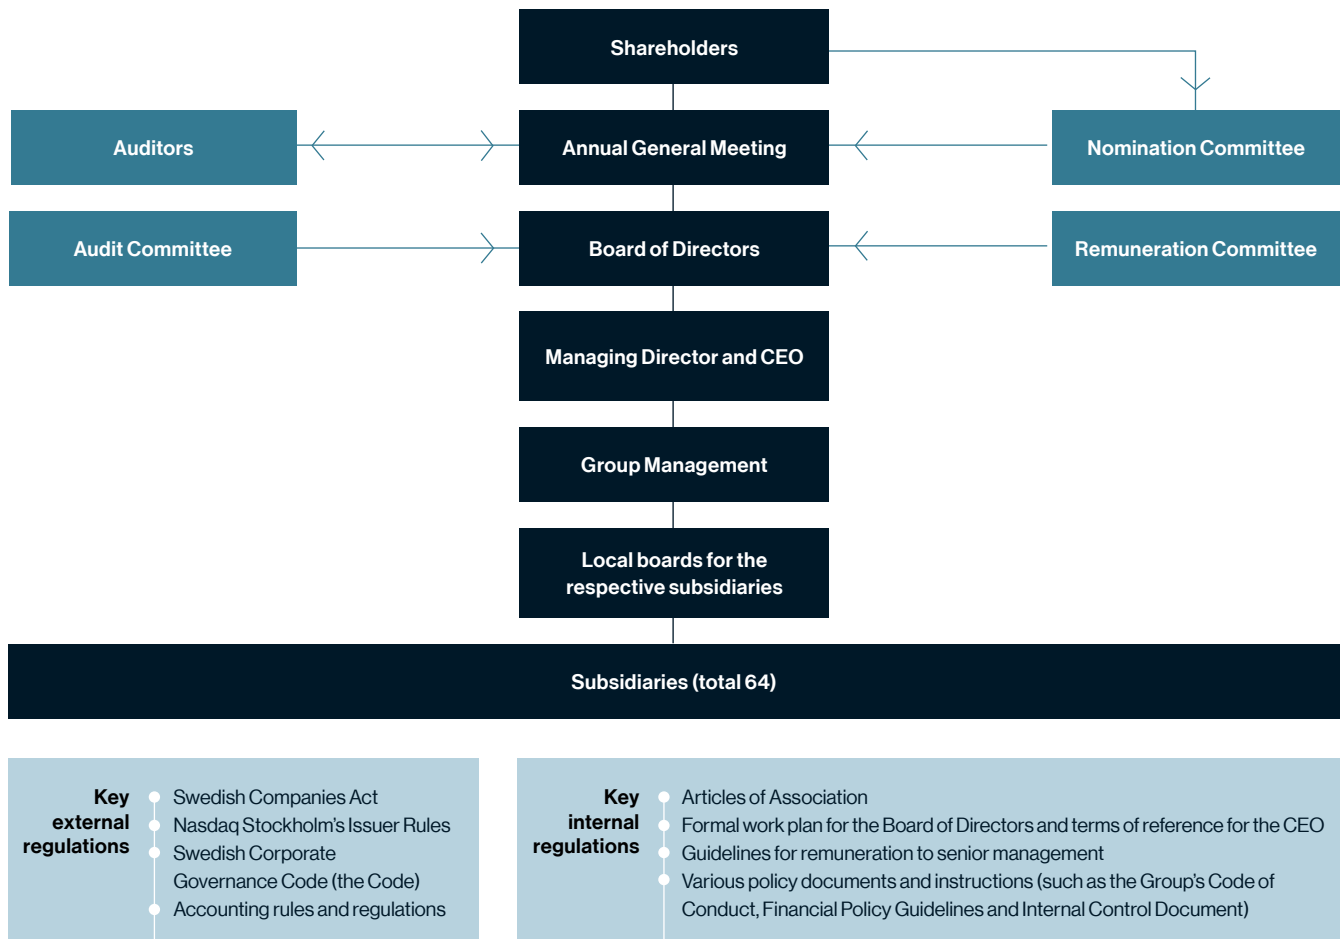 Shareholders
Auditors
Annual General Meeting
Nomination Committee
Audit Committee
Board of Directors
Remuneration Committee
Managing Director and CEO
Group Management
Local boards for the
respective subsidiaries
Subsidiaries (total 64)
Key
external
regulations
Swedish Companies Act
Nasdaq Stockholm's Issuer Rules
Swedish Corporate
Governance Code (the Code)
Accounting rules and regulations
Key
internal
regulations
Articles of Association
Formal work plan for the Board of Directors and terms of reference for the CEO
Guidelines for remuneration to senior management
Various policy documents and instructions (such as the Group's Code of
Conduct, Financial Policy Guidelines and Internal Control Document)